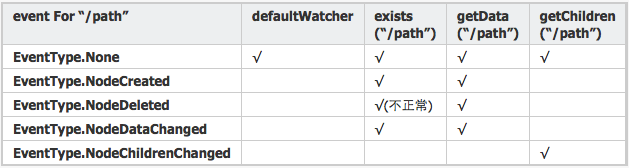 event For “/path” defaultWatcher exists (“/path”) getData (“/path”) getChildren (“/path”)
EventType.None √ √ √ √
EventType.NodeCreated √ √
EventType.NodeDeleted √(不正常) √
EventType.NodeDataChanged √ √
EventType.NodeChildrenChanged √